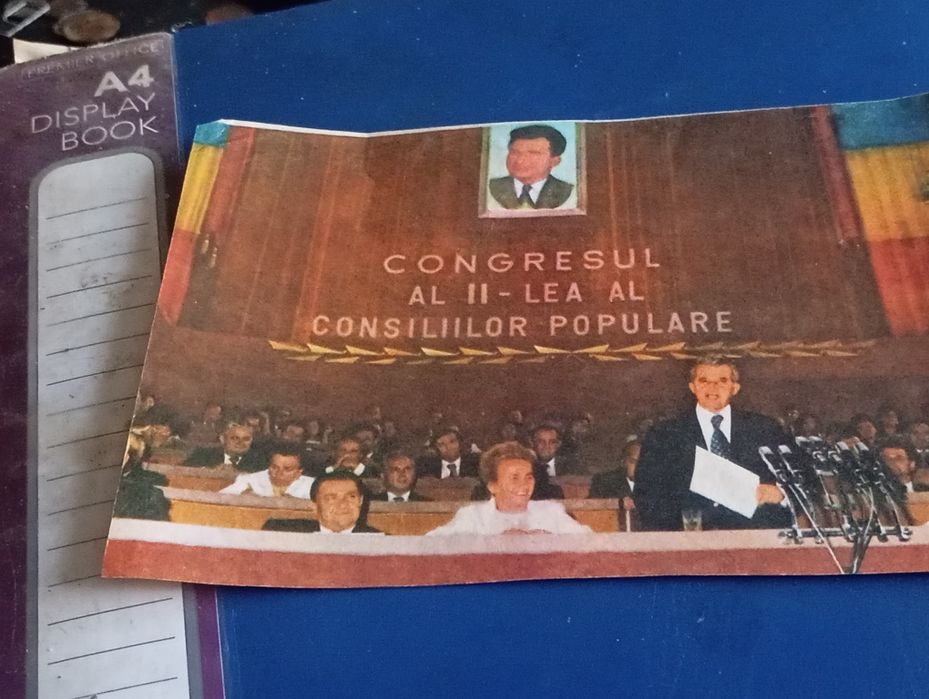 PREMIER OFFICE
A4
DISPLAY
BOOK
CONGRESUL
AL II-LEA AL
CONSILIILOR POPULARE